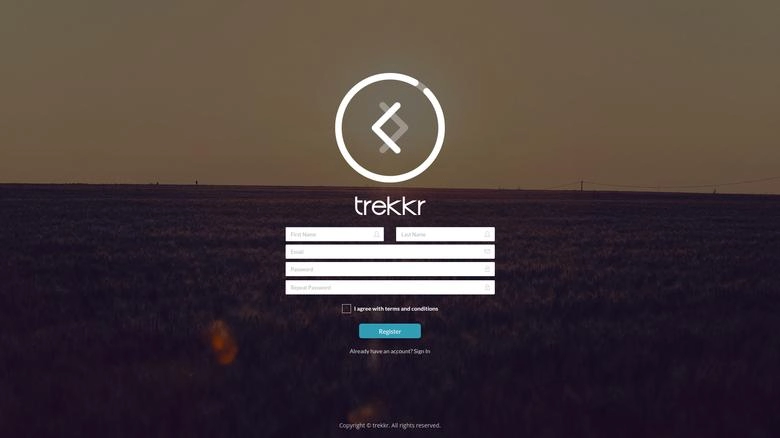 trekkr
First Name
Last Name
Email
Password
Repeat Password
I agree with terms and conditions
Register
Already have an account? Sign In
Copyright © trekkr. All rights reserved.